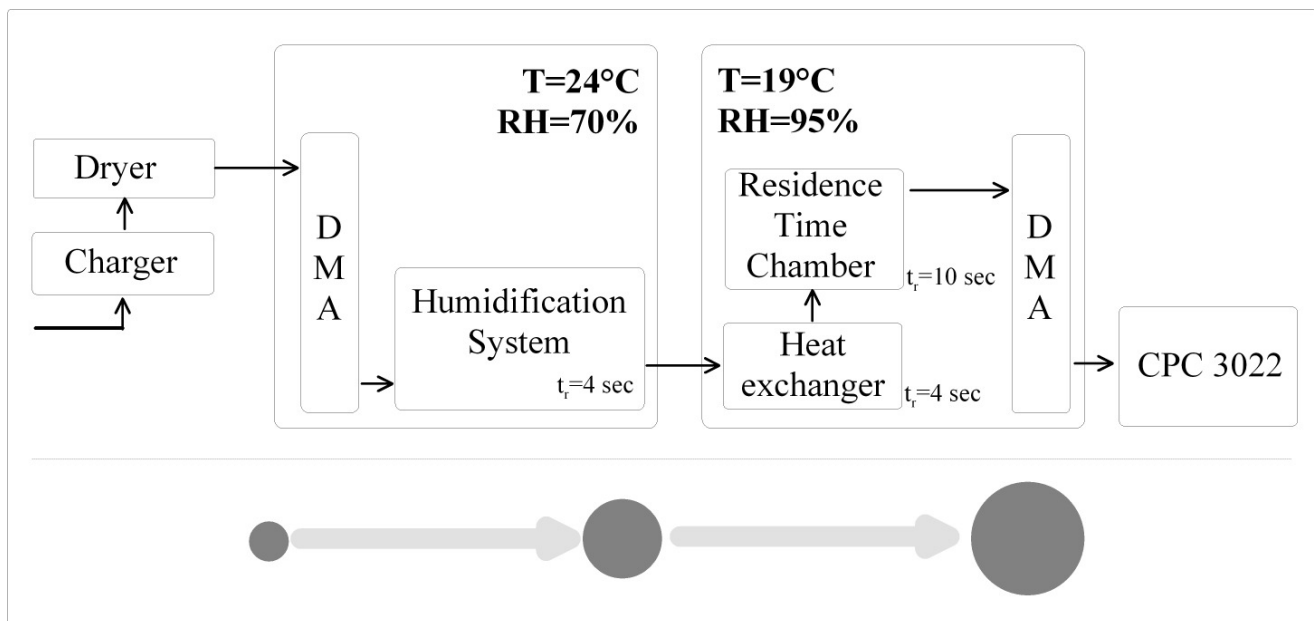 T=24°C
RH=70%
T=19°C
RH=95%
Dryer
Charger
D
M
A
Humidification
System
t_r=4 sec
Residence
Time
Chamber
t_r=10 sec
Heat
exchanger
t_r=4 sec
D
M
A
CPC 3022